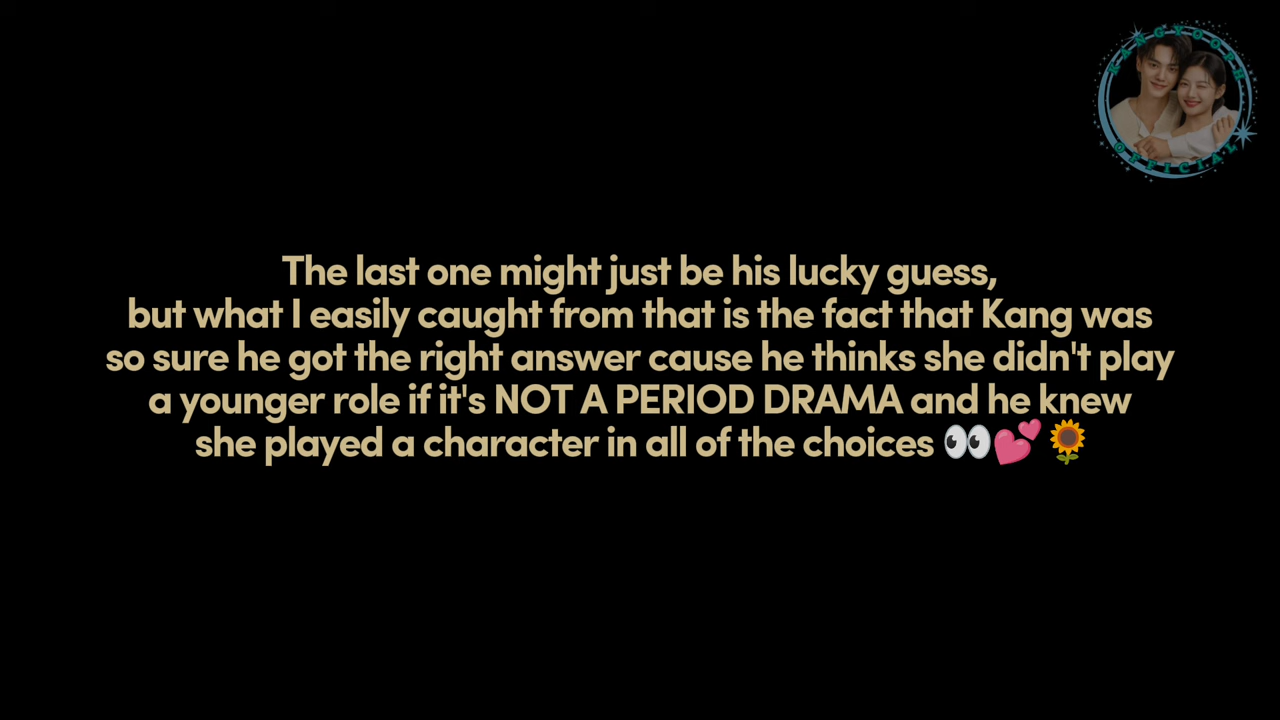 KANGYOOPH
OFFICIAL
The last one might just be his lucky guess,
but what I easily caught from that is the fact that Kang was
so sure he got the right answer cause he thinks she didn't play
a younger role if it's NOT A PERIOD DRAMA and he knew
she played a character in all of the choices 👀💕🌻